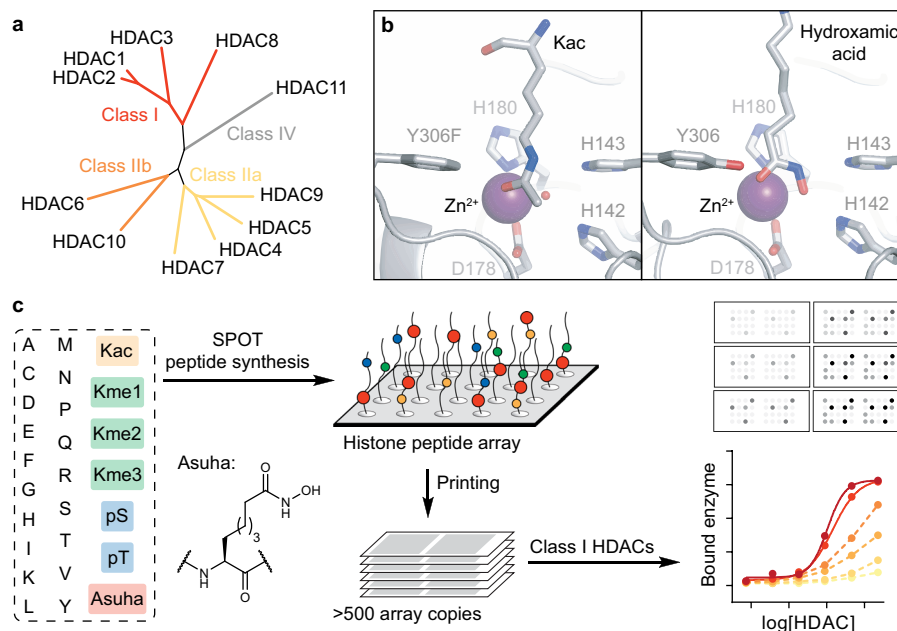 a
HDAC3
HDAC8
HDAC1
HDAC2
HDAC11
Class I
Class IV
Class IIb
Class IIa
HDAC9
HDAC6
HDAC5
HDAC10
HDAC4
HDAC7
b
Kac
H180
Y306F
H143
Zn2+
H142
D178
Hydroxamic
acid
H180
Y306
H143
Zn2+
H142
D178
c
A
C
D
E
F
G
H
I
K
L
M
N
P
Q
R
S
T
V
Y
Kac
Kme1
Kme2
Kme3
pS
pT
Asuha
SPOT
peptide synthesis
Histone peptide array
Asuha:
O
N
H
OH
3
N
H
O
Printing
>500 array copies
Class I HDACs
Bound enzyme
log[HDAC]